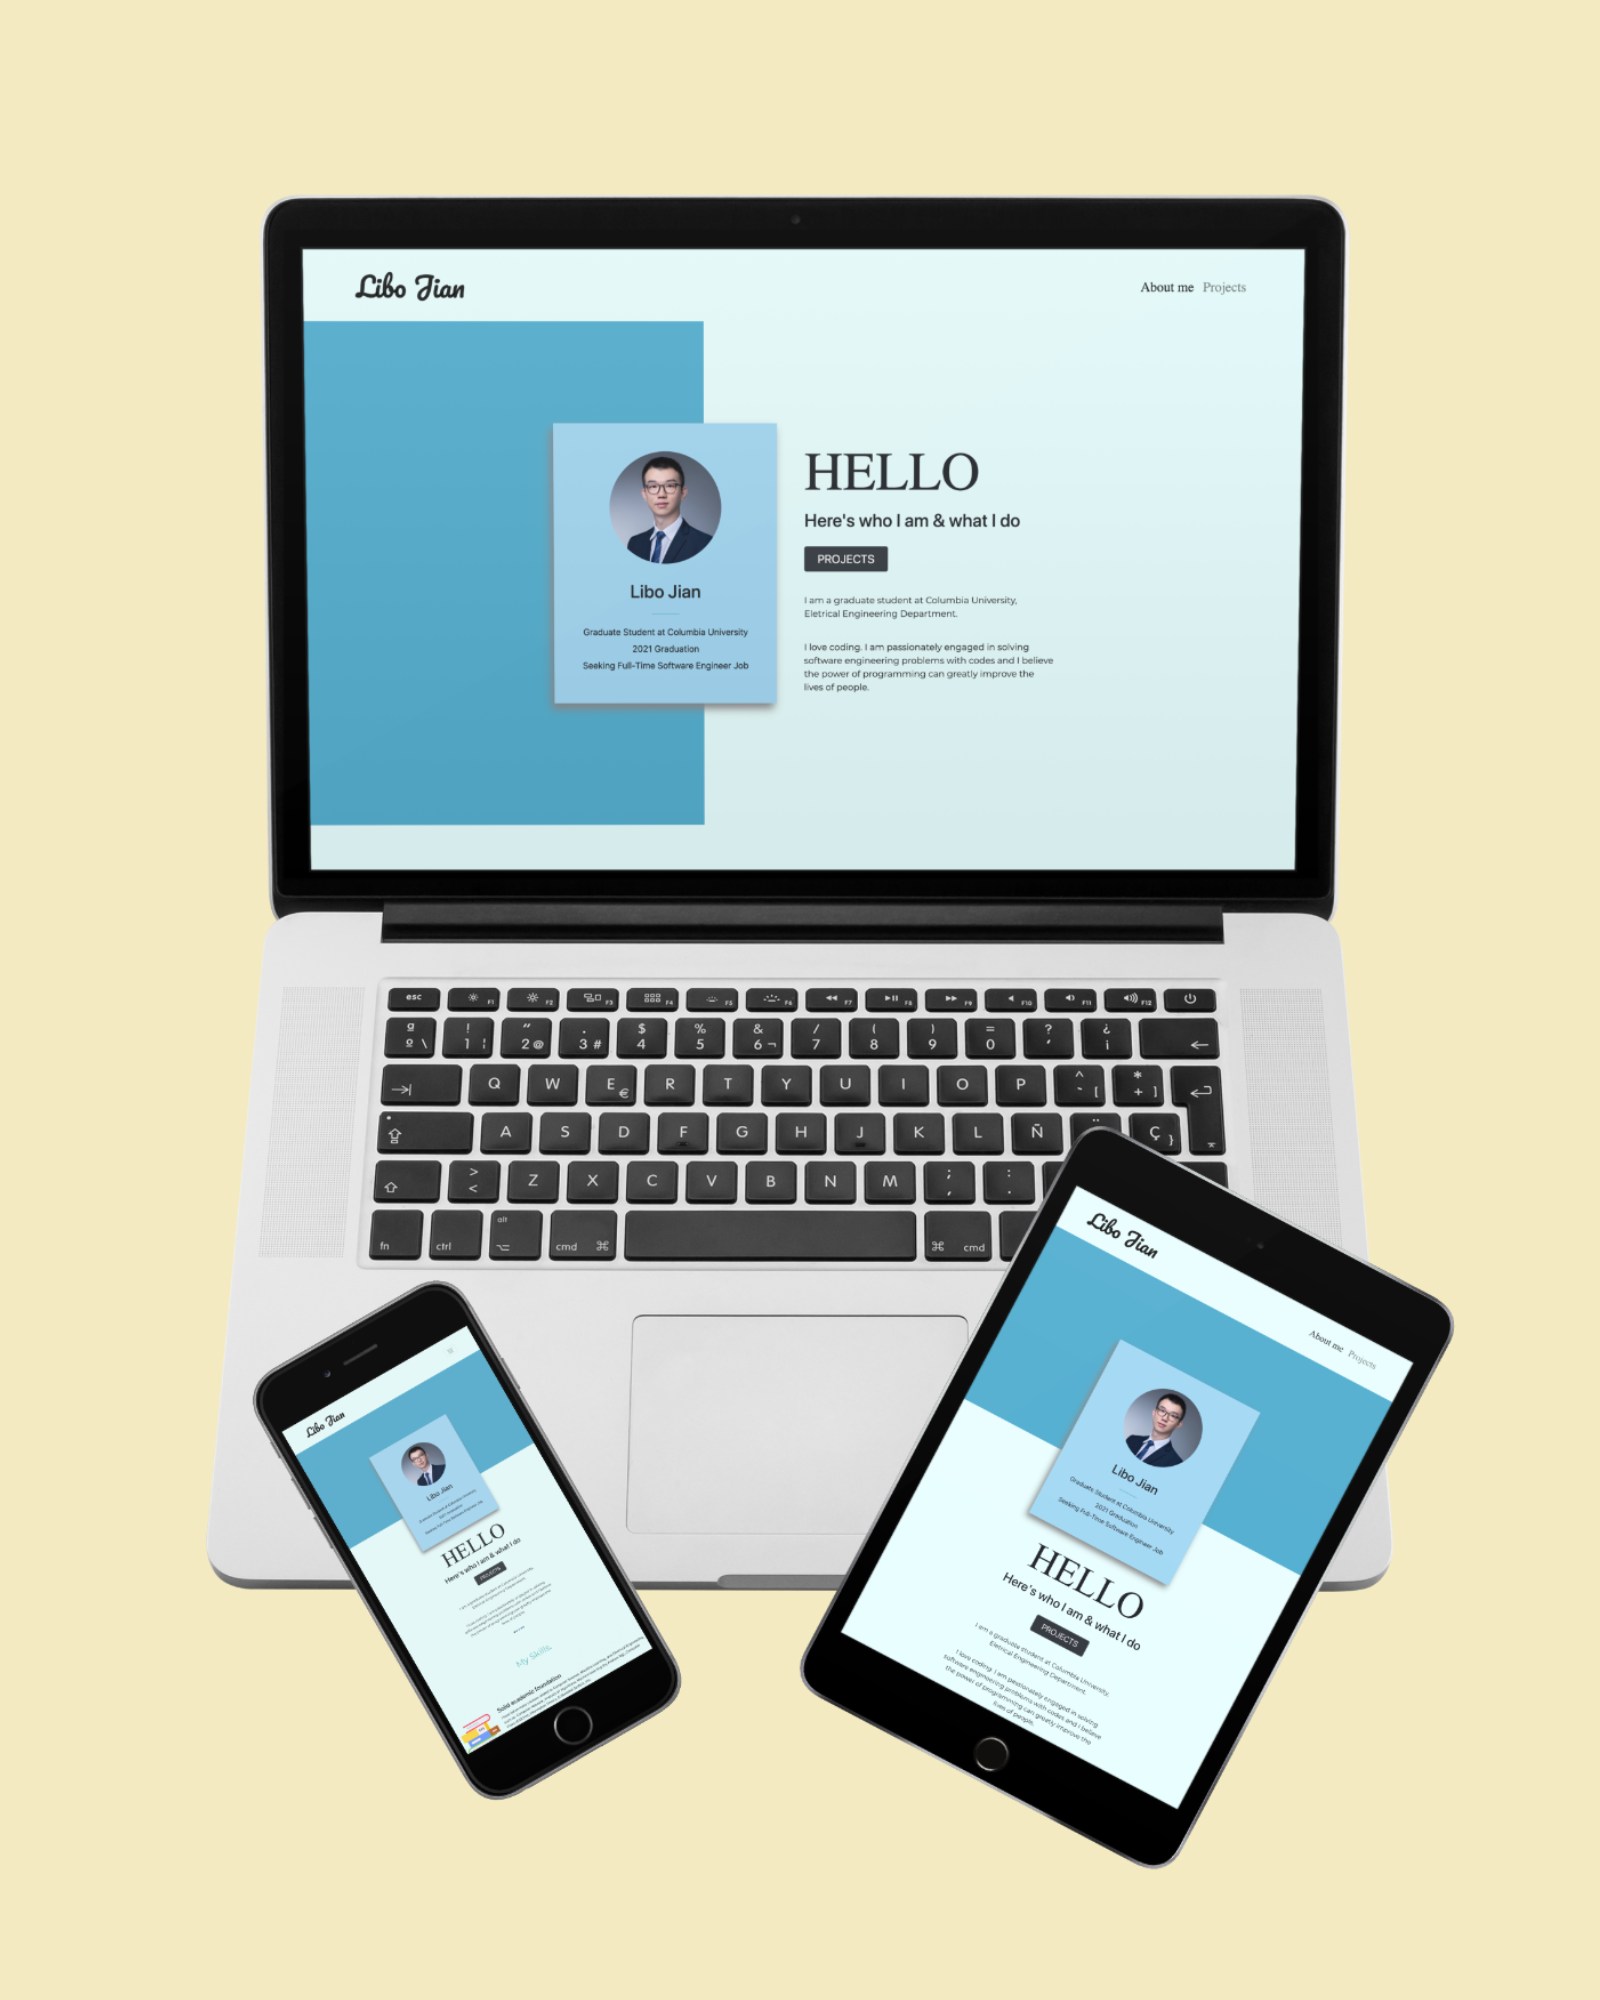 Libo Jian
About me Projects
HELLO
Here's who I am & what I do
PROJECTS
Libo Jian
Graduate Student at Columbia University
2021 Graduation
Seeking Full-Time Software Engineer Job
I am a graduate student at Columbia University,
Eletrical Engineering Department.
I love coding. I am passionately engaged in solving
software engineering problems with codes and I believe
the power of programming can greatly improve the
lives of people.
esc F1 F2 F3 F4 F5 F6 F7 F8 F9 F10 F11 F12
ª ! " · $ % & / ( ) = ? ¿
º \ 1 ¦ 2 @ 3 # 4 5 6 ¬ 7 8 9 0 ' ¡
Q W E € R T Y U I O P ^ ` [ * + ]
A S D F G H J K L Ñ ¨ Ç }
> < Z X C V B N M ; , : .
fn ctrl alt cmd ⌘ ⌘ cmd
Libo Jian
About me Projects
Libo Jian
Graduate Student at Columbia University
2021 Graduation
Seeking Full-Time Software Engineer Job
HELLO
Here's who I am & what I do
PROJECTS
I am a graduate student at Columbia University,
Eletrical Engineering Department.
I love coding. I am passionately engaged in solving
software engineering problems with codes and I believe
the power of programming can greatly improve the
lives of people.
Libo Jian
Libo Jian
HELLO
Here's who I am & what I do
PROJECTS
My Skills.
Solid academic foundation